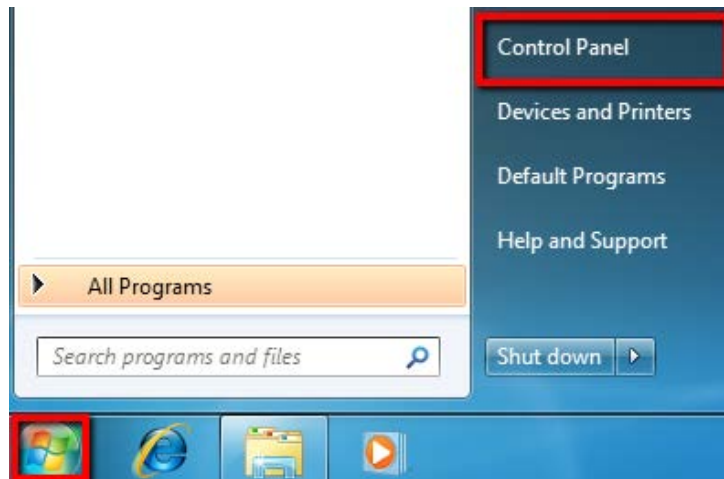 Control Panel
Devices and Printers
Default Programs
Help and Support
All Programs
Search programs and files
Shut down